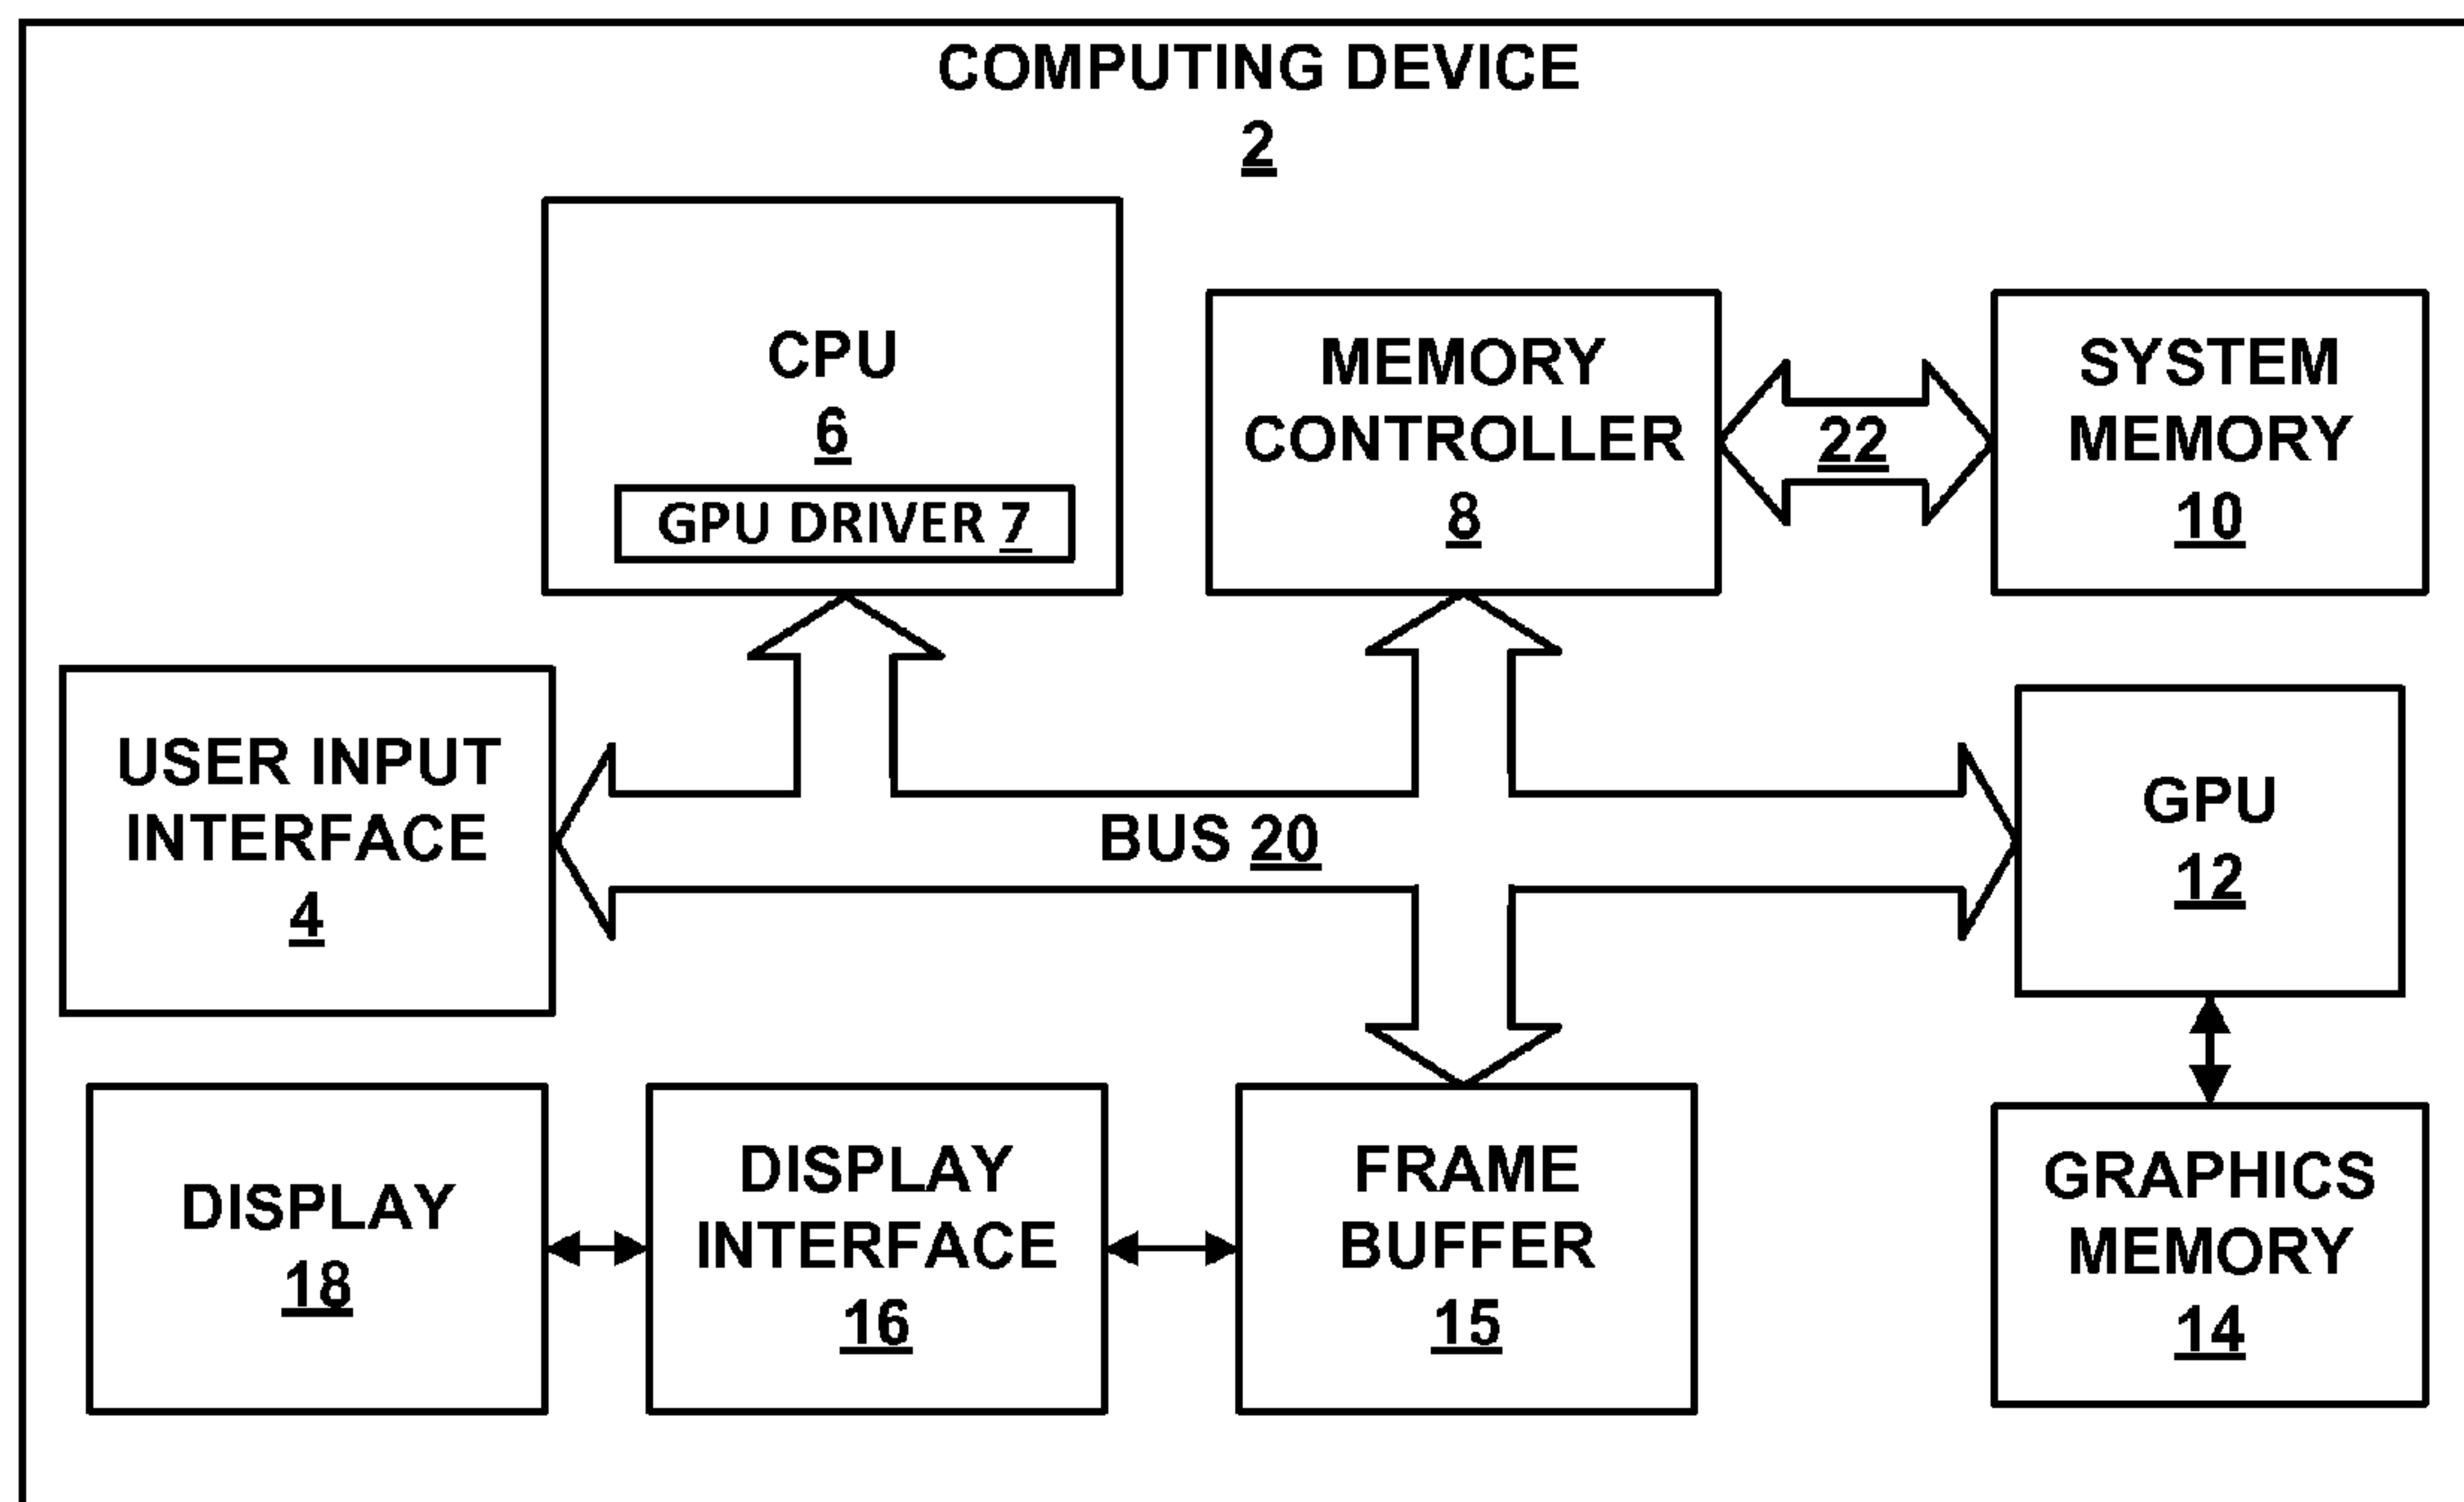 COMPUTING DEVICE
2
CPU
6
GPU DRIVER 7
MEMORY
CONTROLLER
8
22
SYSTEM
MEMORY
10
USER INPUT
INTERFACE
4
BUS 20
GPU
12
DISPLAY
18
DISPLAY
INTERFACE
16
FRAME
BUFFER
15
GRAPHICS
MEMORY
14